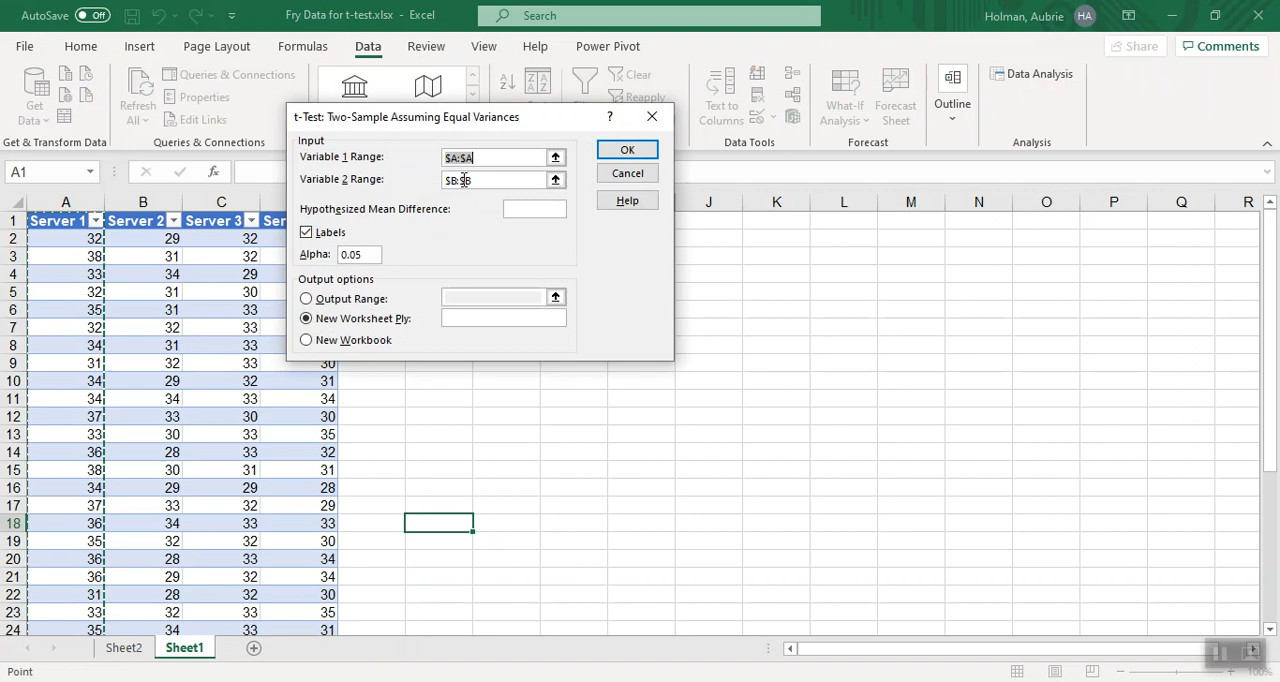 AutoSave Off Fry Data for t-test.xlsx - Excel Search Holman, Aubrie HA
File Home Insert Page Layout Formulas Data Review View Help Power Pivot Share Comments
Get Data
Refresh All
Queries & Connections
Properties
Edit Links
Clear
Reapply
Text to Columns
What-If Analysis
Forecast Sheet
Outline
Data Analysis
Get & Transform Data Queries & Connections Data Tools Forecast Analysis
A1 fx
t-Test: Two-Sample Assuming Equal Variances ? ×
Input
Variable 1 Range: $A:$A OK
Variable 2 Range: Cancel
Hypothesized Mean Difference: Help
Labels
Alpha: 0.05
Output options
Output Range:
New Worksheet Ply:
New Workbook
A B C J K L M N O P Q R
1 Server 1 Server 2 Server 3
2 32 29 32
3 38 31 32
4 33 34 29
5 32 31 30
6 35 31 33
7 32 32 33
8 34 31 33
9 31 32 33 30
10 34 29 32 31
11 34 34 33 34
12 37 33 30 30
13 33 30 33 35
14 36 28 33 32
15 38 30 31 31
16 34 29 29 28
17 37 33 32 29
18 36 34 33 33
19 35 32 32 30
20 36 28 33 34
21 36 29 32 34
22 31 28 32 30
23 33 32 33 35
24 35 34 33 31
Sheet2 Sheet1
Point 100%